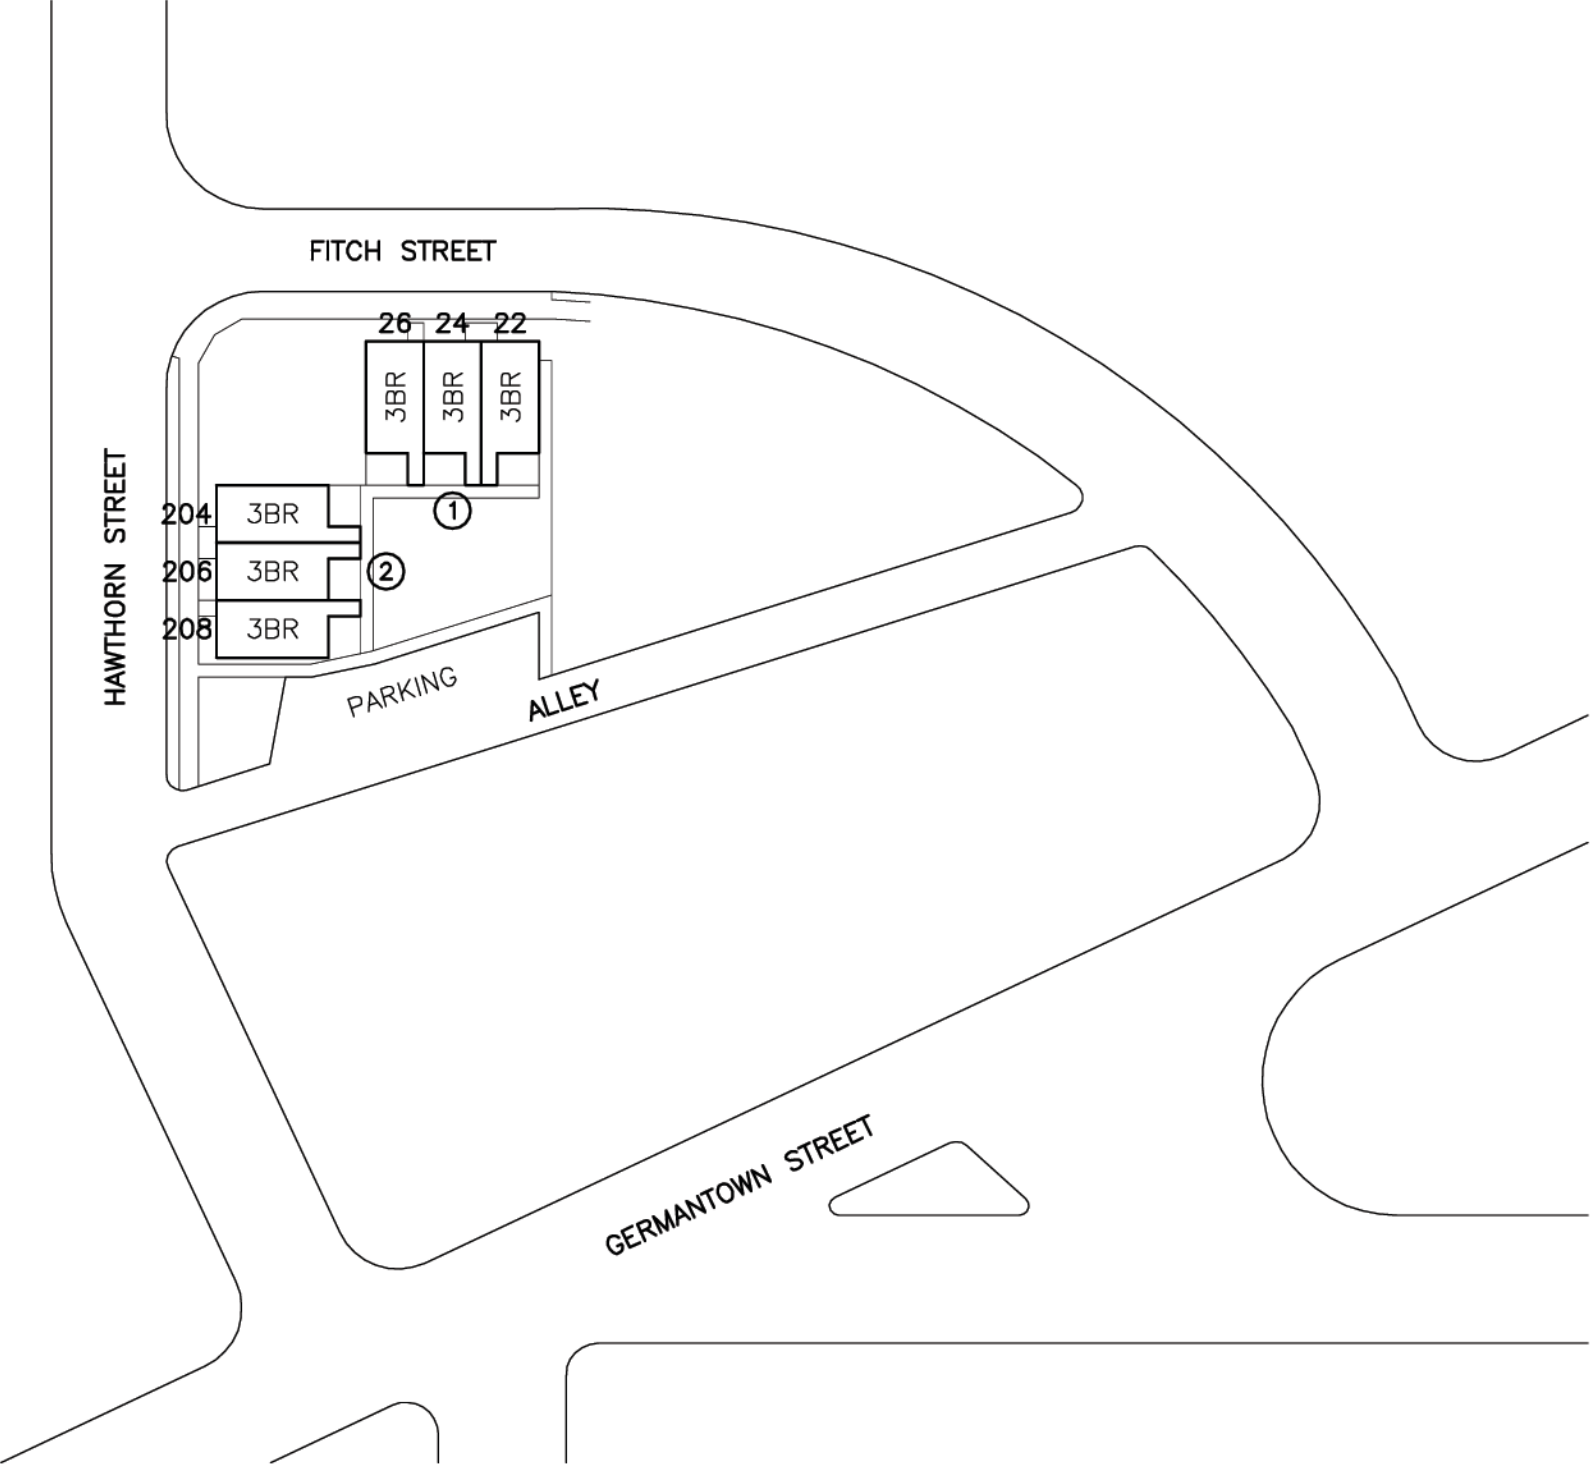 FITCH STREET
26 24 22
3BR 3BR 3BR
1
HAWTHORN STREET
204 3BR
206 3BR
2
208 3BR
PARKING
ALLEY
GERMANTOWN STREET